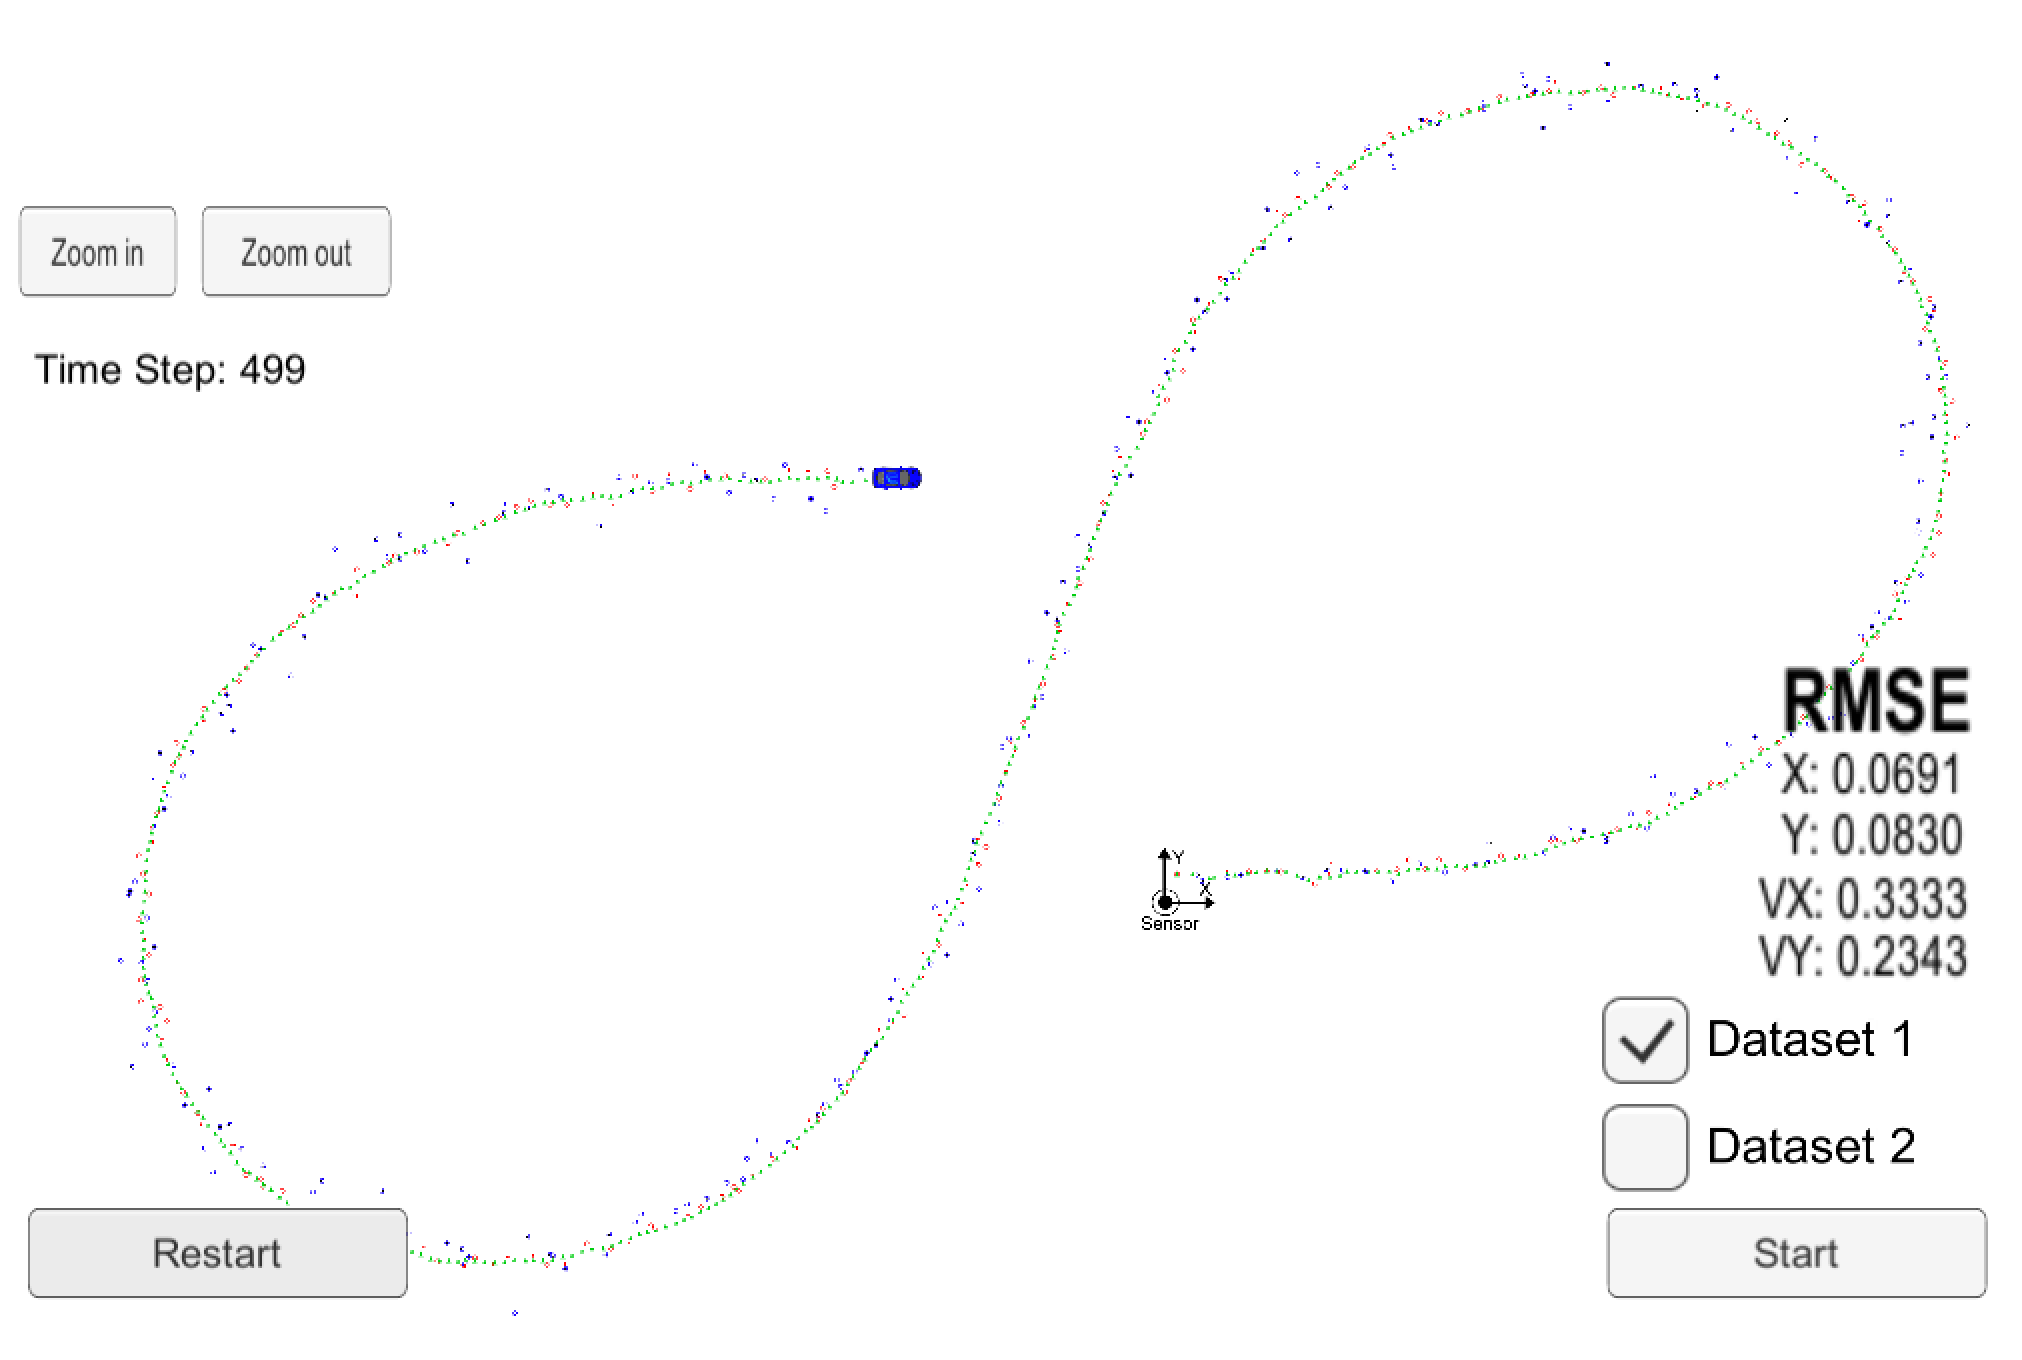 Zoom in
Zoom out
Time Step: 499
Y
X
Sensor
RMSE
X: 0.0691
Y: 0.0830
VX: 0.3333
VY: 0.2343
Dataset 1
Dataset 2
Restart
Start